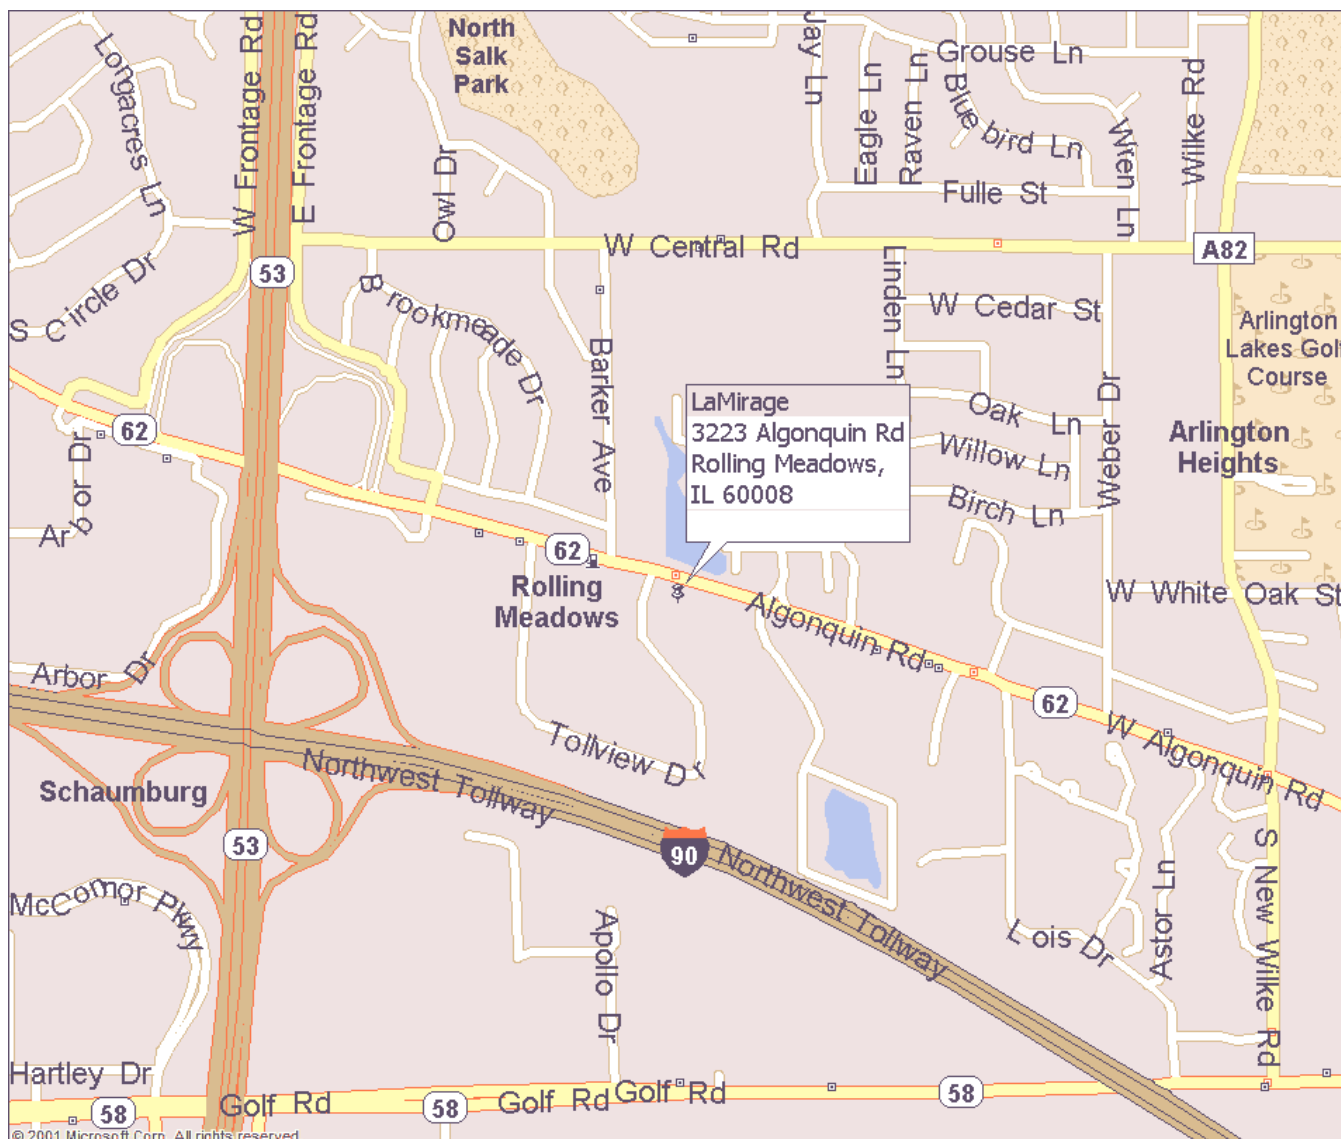 North
Salk
Park
Longacres Ln
W Frontage Rd
E Frontage Rd
Owl Dr
Jay Ln
Eagle Ln
Raven Ln
Grouse Ln
Blue bird Ln
Wren Ln
Wilke Rd
Fulle St
W Central Rd
A82
53
S Circle Dr
Brookmeade Dr
Barker Ave
Linden Ln
W Cedar St
Arlington
Lakes Golf
Course
LaMirage
3223 Algonquin Rd
Rolling Meadows,
IL 60008
Oak Ln
Willow Ln
Birch Ln
Weber Dr
Arlington
Heights
62
Arbor Dr
Arbor Dr
62
Rolling
Meadows
Algonquin Rd
W White Oak St
Arbor Dr
62
W Algonquin Rd
Tollview Dr
Northwest Tollway
Schaumburg
53
90
Northwest Tollway
McConnor Pkwy
Apollo Dr
Lois Dr
Astor Ln
S New Wilke Rd
Hartley Dr
58
Golf Rd
58
Golf Rd
Golf Rd
58
© 2001 Microsoft Corp. All rights reserved.